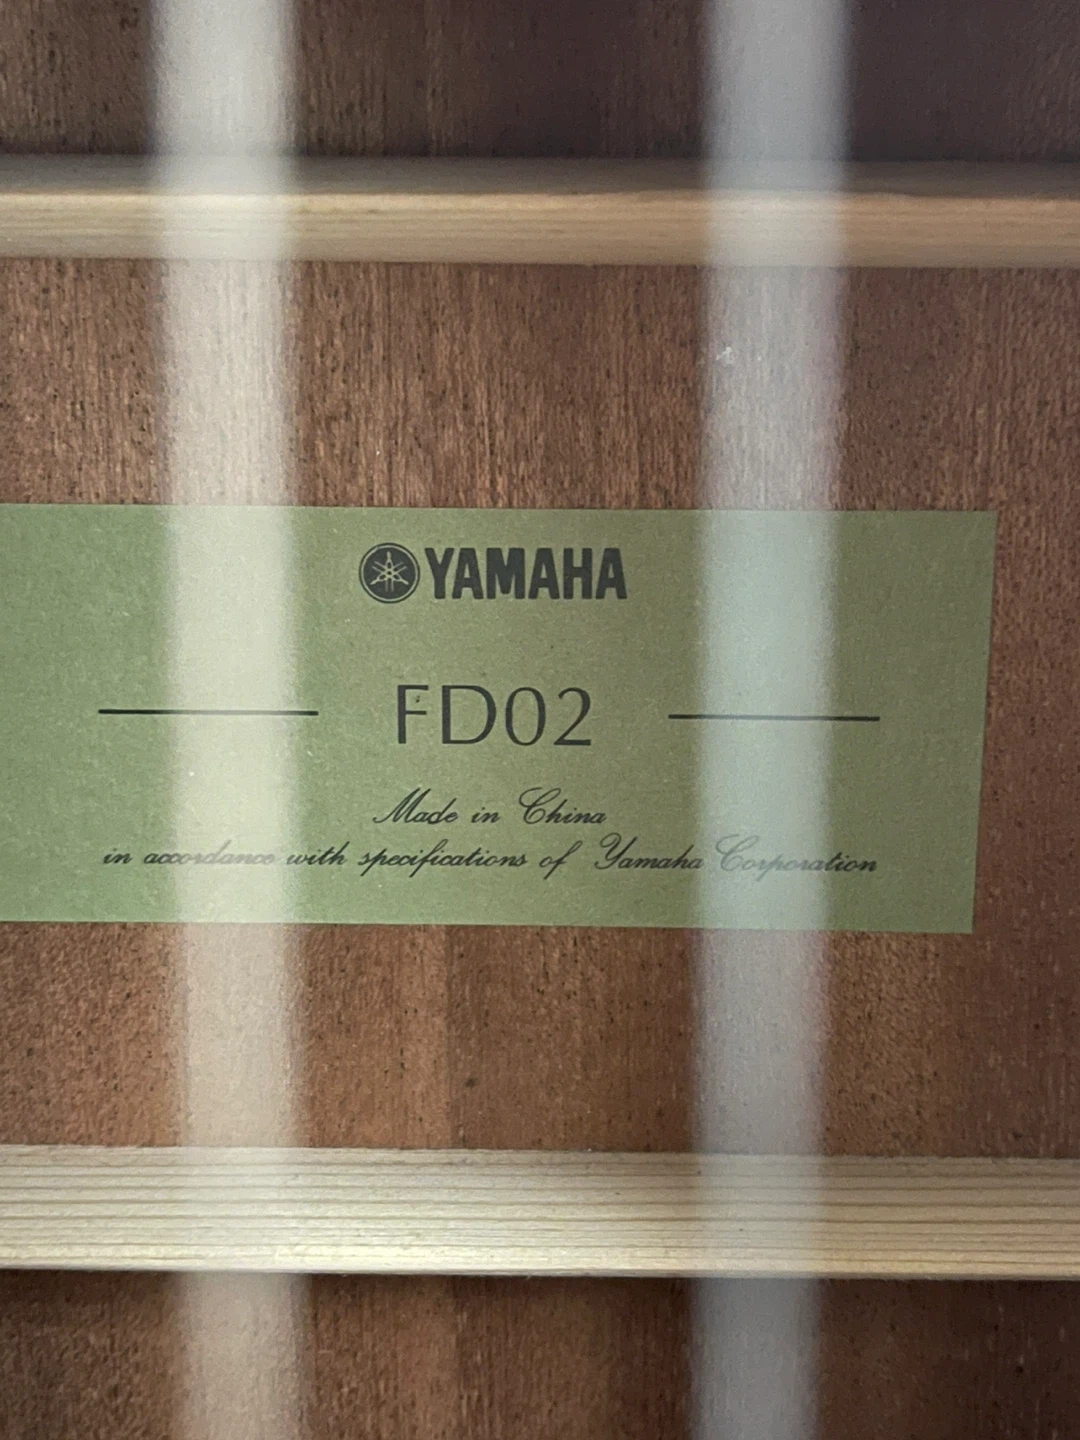 YAMAHA
FD02
Made in China
in accordance with specifications of Yamaha Corporation